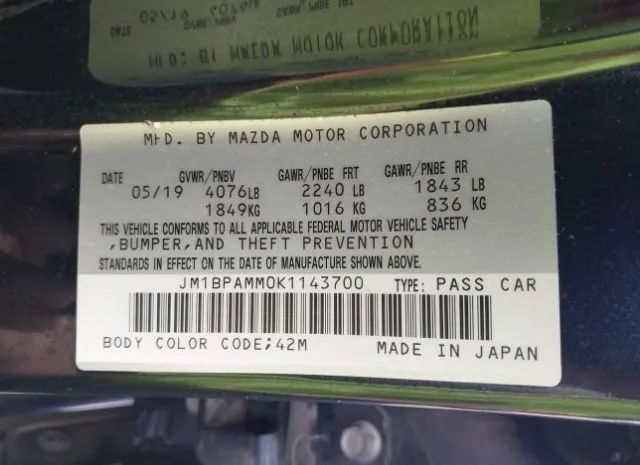 MFD. BY MAZDA MOTOR CORPORATION
DATE GVWR/PNBV GAWR/PNBE FRT GAWR/PNBE RR
05/19 4076LB 2240 LB 1843 LB
1849KG 1016 KG 836 KG
THIS VEHICLE CONFORMS TO ALL APPLICABLE FEDERAL MOTOR VEHICLE SAFETY
,BUMPER,AND THEFT PREVENTION
STANDARDS IN EFFECT ON THE DATE OF MANUFACTURE SHOWN ABOVE.
JM1BPAMM0K1143700 TYPE: PASS CAR
BODY COLOR CODE;42M MADE IN JAPAN